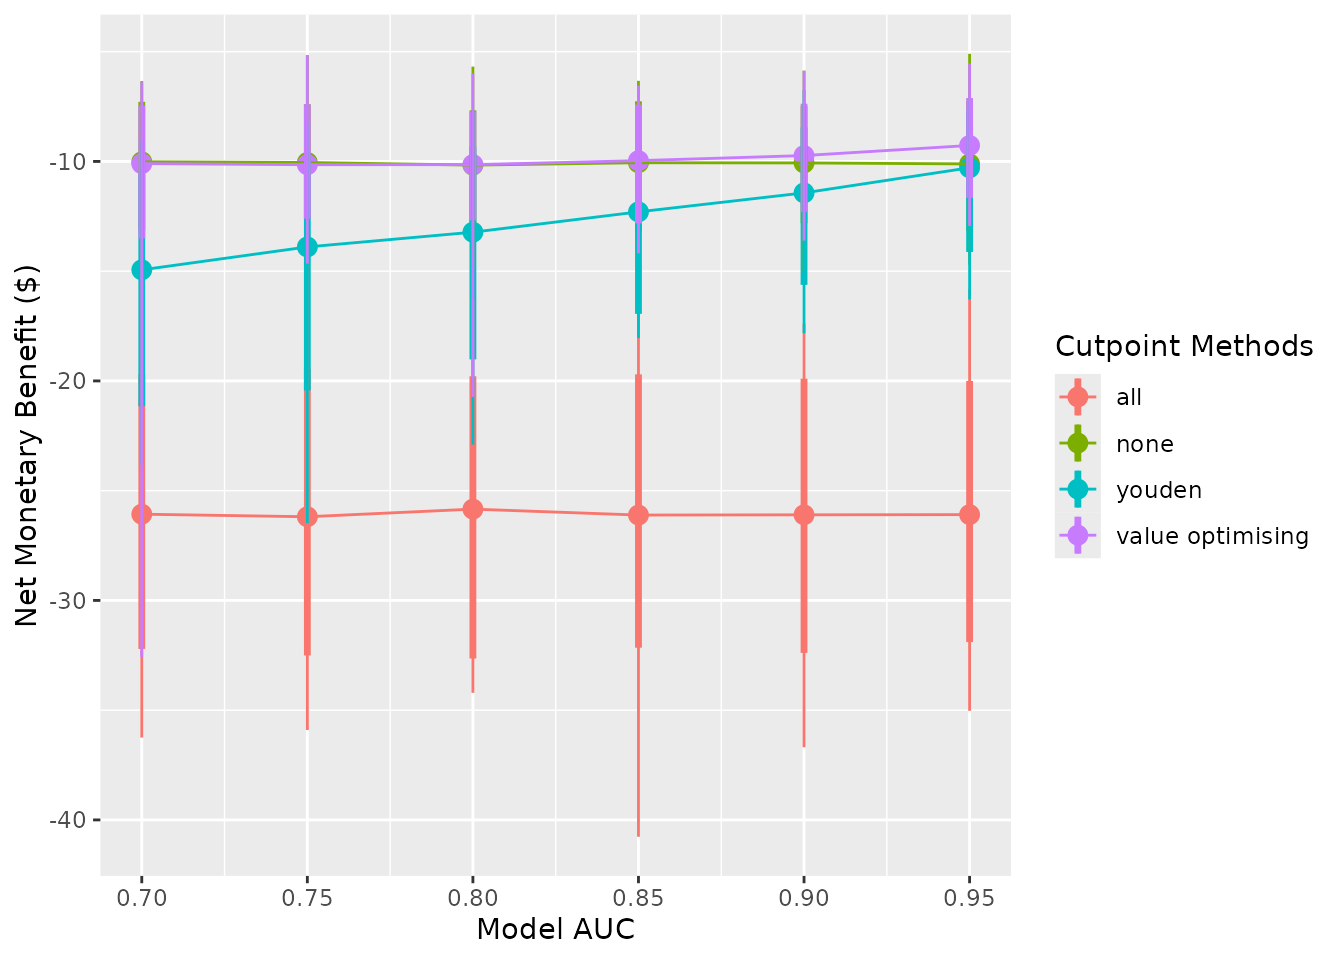 Net Monetary Benefit ($)
-10
-20
-30
-40
0.70 0.75 0.80 0.85 0.90 0.95
Model AUC
Cutpoint Methods
all
none
youden
value optimising